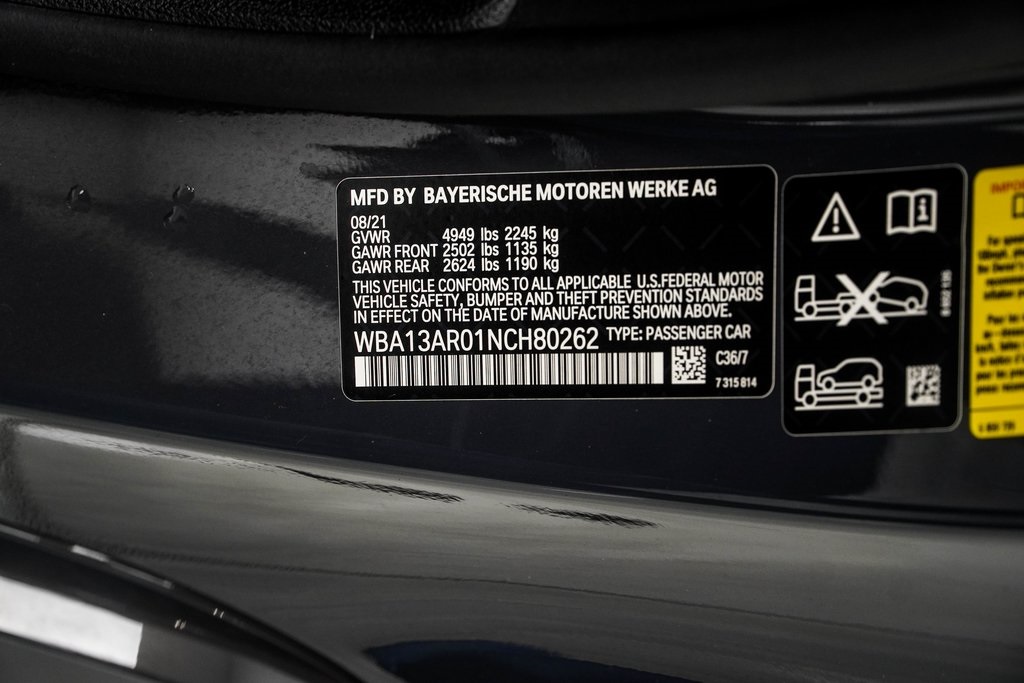 MFD BY BAYERISCHE MOTOREN WERKE AG
08/21
GVWR 4949 lbs 2245 kg
GAWR FRONT 2502 lbs 1135 kg
GAWR REAR 2624 lbs 1190 kg
THIS VEHICLE CONFORMS TO ALL APPLICABLE U.S.FEDERAL MOTOR
VEHICLE SAFETY, BUMPER AND THEFT PREVENTION STANDARDS
IN EFFECT ON THE DATE OF MANUFACTURE SHOWN ABOVE.
WBA13AR01NCH80262 TYPE: PASSENGER CAR
C36/7
7 315 814